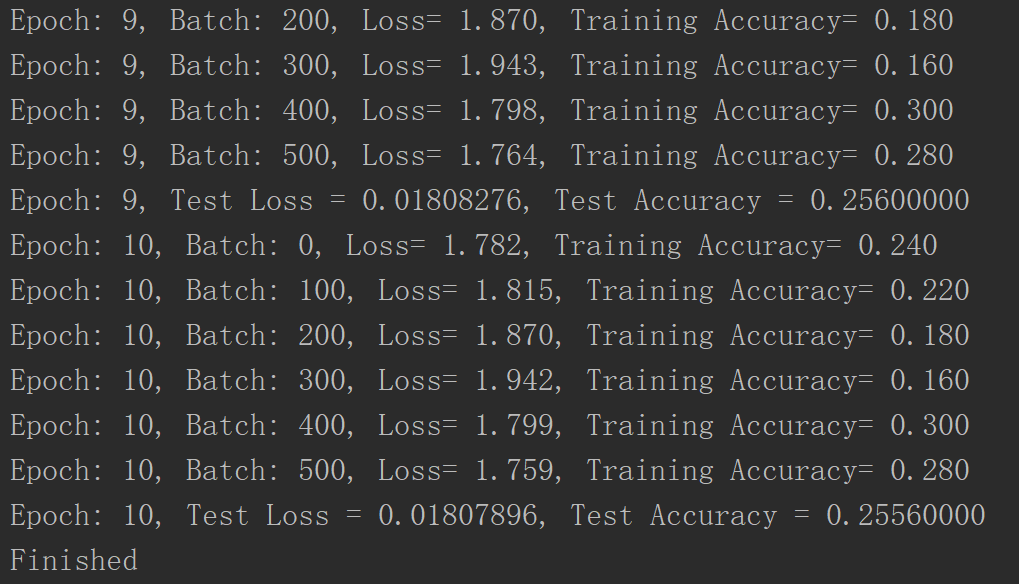 Epoch: 9, Batch: 200, Loss= 1.870, Training Accuracy= 0.180
Epoch: 9, Batch: 300, Loss= 1.943, Training Accuracy= 0.160
Epoch: 9, Batch: 400, Loss= 1.798, Training Accuracy= 0.300
Epoch: 9, Batch: 500, Loss= 1.764, Training Accuracy= 0.280
Epoch: 9, Test Loss = 0.01808276, Test Accuracy = 0.25600000
Epoch: 10, Batch: 0, Loss= 1.782, Training Accuracy= 0.240
Epoch: 10, Batch: 100, Loss= 1.815, Training Accuracy= 0.220
Epoch: 10, Batch: 200, Loss= 1.870, Training Accuracy= 0.180
Epoch: 10, Batch: 300, Loss= 1.942, Training Accuracy= 0.160
Epoch: 10, Batch: 400, Loss= 1.799, Training Accuracy= 0.300
Epoch: 10, Batch: 500, Loss= 1.759, Training Accuracy= 0.280
Epoch: 10, Test Loss = 0.01807896, Test Accuracy = 0.25560000
Finished